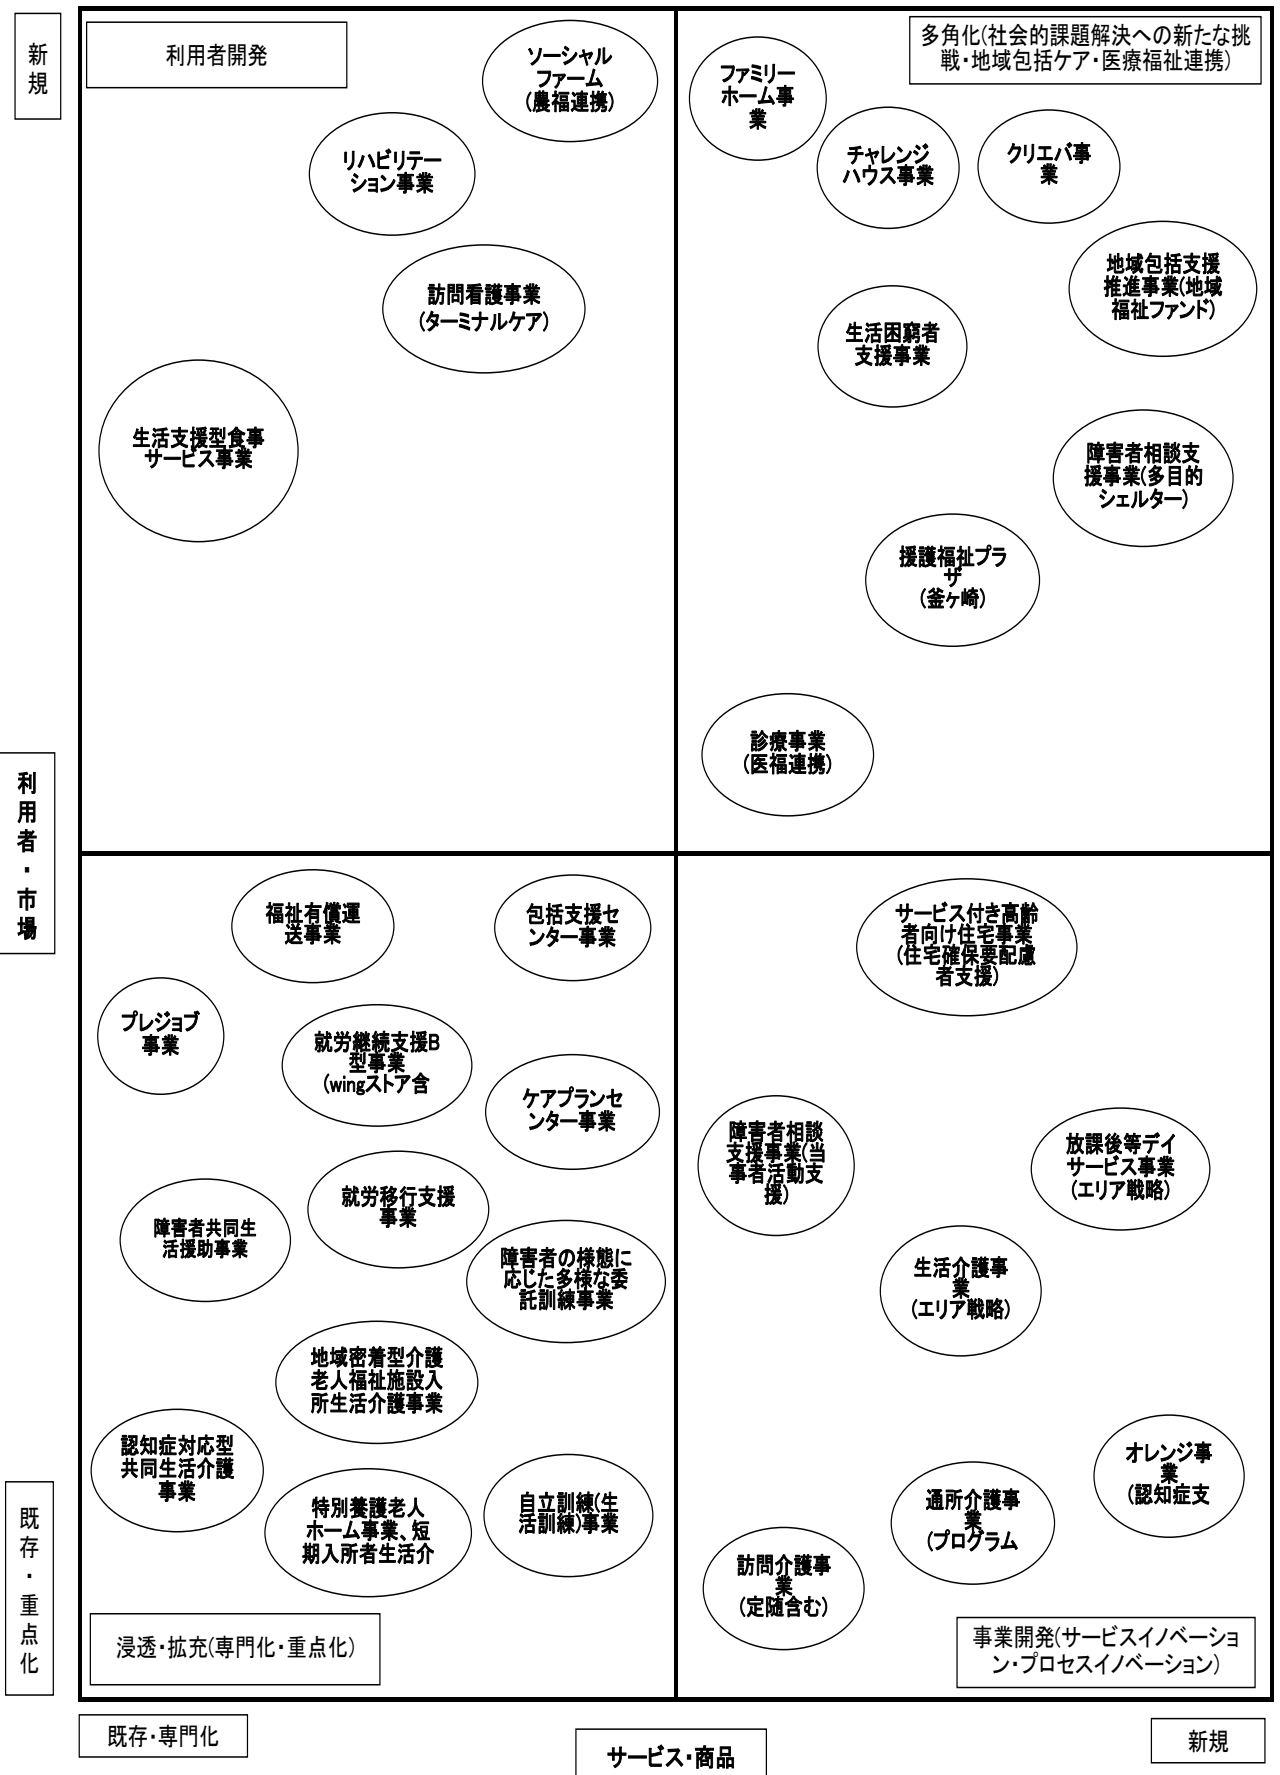 新
規
利用者開発
ソーシャル
ファーム
(農福連携)
リハビリテー
ション事業
訪問看護事業
(ターミナルケア)
生活支援型食事
サービス事業
多角化(社会的課題解決への新たな挑
戦・地域包括ケア・医療福祉連携)
ファミリー
ホーム事
業
チャレンジ
ハウス事業
クリエバ事
業
地域包括支援
推進事業(地域
福祉ファンド)
生活困窮者
支援事業
障害者相談支
援事業(多目的
シェルター)
援護福祉プラ
ザ
(釜ヶ崎)
診療事業
(医福連携)
利
用
者
・
市
場
福祉有償運
送事業
包括支援セ
ンター事業
プレジョブ
事業
就労継続支援B
型事業
(wingストア含
ケアプランセ
ンター事業
就労移行支援
事業
障害者共同生
活援助事業
障害者の様態に
応じた多様な委
託訓練事業
地域密着型介護
老人福祉施設入
所生活介護事業
認知症対応型
共同生活介護
事業
特別養護老人
ホーム事業、短
期入所者生活介
自立訓練(生
活訓練)事業
浸透・拡充(専門化・重点化)
サービス付き高齢
者向け住宅事業
(住宅確保要配慮
者支援)
障害者相談
支援事業(当
事者活動支
援)
放課後等デイ
サービス事業
(エリア戦略)
生活介護事
業
(エリア戦略)
オレンジ事
業
(認知症支
通所介護事
業
(プログラム
訪問介護事
業
(定随含む)
事業開発(サービスイノベーショ
ン・プロセスイノベーション)
既
存
・
重
点
化
既存・専門化
サービス・商品
新規